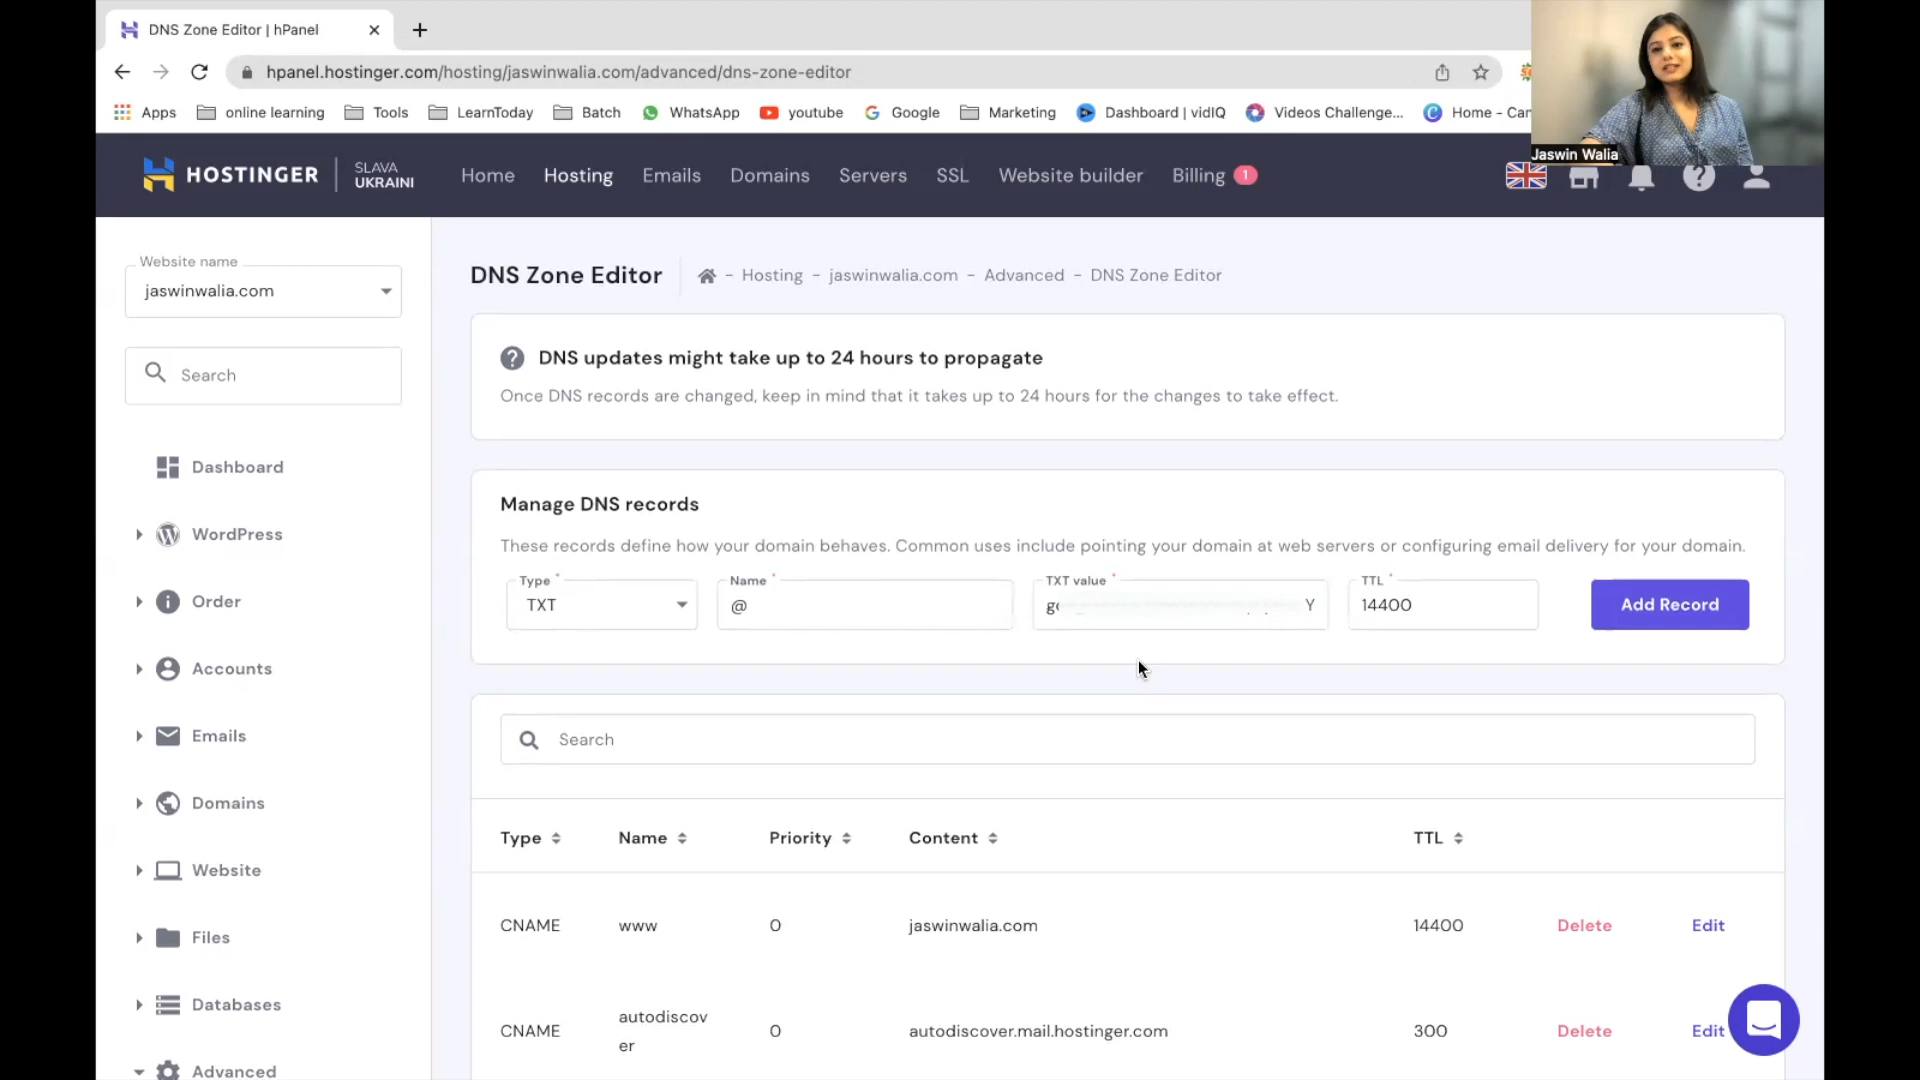 DNS Zone Editor | hPanel
hpanel.hostinger.com/hosting/jaswinwalia.com/advanced/dns-zone-editor
Apps online learning Tools LearnToday Batch WhatsApp youtube Google Marketing Dashboard | vidIQ Videos Challenge... Home - Can
Jaswin Walia
HOSTINGER
SLAVA
UKRAINI
Home Hosting Emails Domains Servers SSL Website builder Billing 1
Website name
jaswinwalia.com
Search
Dashboard
WordPress
Order
Accounts
Emails
Domains
Website
Files
Databases
Advanced
DNS Zone Editor
- Hosting - jaswinwalia.com - Advanced - DNS Zone Editor
DNS updates might take up to 24 hours to propagate
Once DNS records are changed, keep in mind that it takes up to 24 hours for the changes to take effect.
Manage DNS records
These records define how your domain behaves. Common uses include pointing your domain at web servers or configuring email delivery for your domain.
Type * Name * TXT value * TTL *
TXT @ Y 14400 Add Record
Search
Type Name Priority Content TTL
CNAME www 0 jaswinwalia.com 14400 Delete Edit
CNAME autodiscov
er 0 autodiscover.mail.hostinger.com 300 Delete Edit